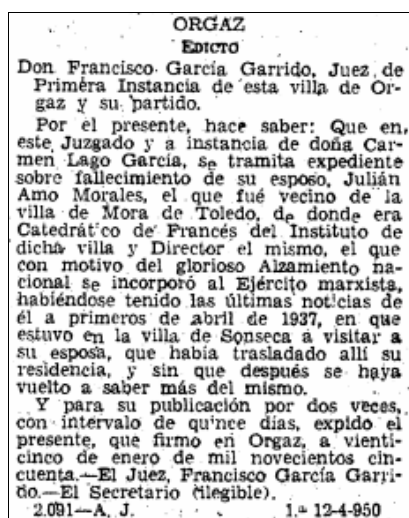 ORGAZ
EDICTO
Don Francisco García Garrido, Juez de
Primera Instancia de esta villa de Or-
gaz y su partido.
Por el presente, hace saber: Que en
este Juzgado y a instancia de doña Car-
men Lago García, se tramita expediente
sobre fallecimiento de su esposo, Julián
Amo Morales, el que fué vecino de la
villa de Mora de Toledo, de donde era
Catedrático de Francés del Instituto de
dicha villa y Director el mismo, el que
con motivo del glorioso Alzamiento na-
cional se incorporó al Ejército marxista,
habiéndose tenido las últimas noticias de
él a primeros de abril de 1937, en que
estuvo en la villa de Sonseca a visitar a
su esposa, que había trasladado allí su
residencia, y sin que después se haya
vuelto a saber más del mismo.
Y para su publicación por dos veces,
con intervalo de quince días, expido el
presente, que firmo en Orgaz, a venti-
cinco de enero de mil novecientos cin-
cuenta.—El Juez, Francisco García Garri-
do.—El Secretario (ilegible).
2.091—A. J. 1.ª 12-4-950